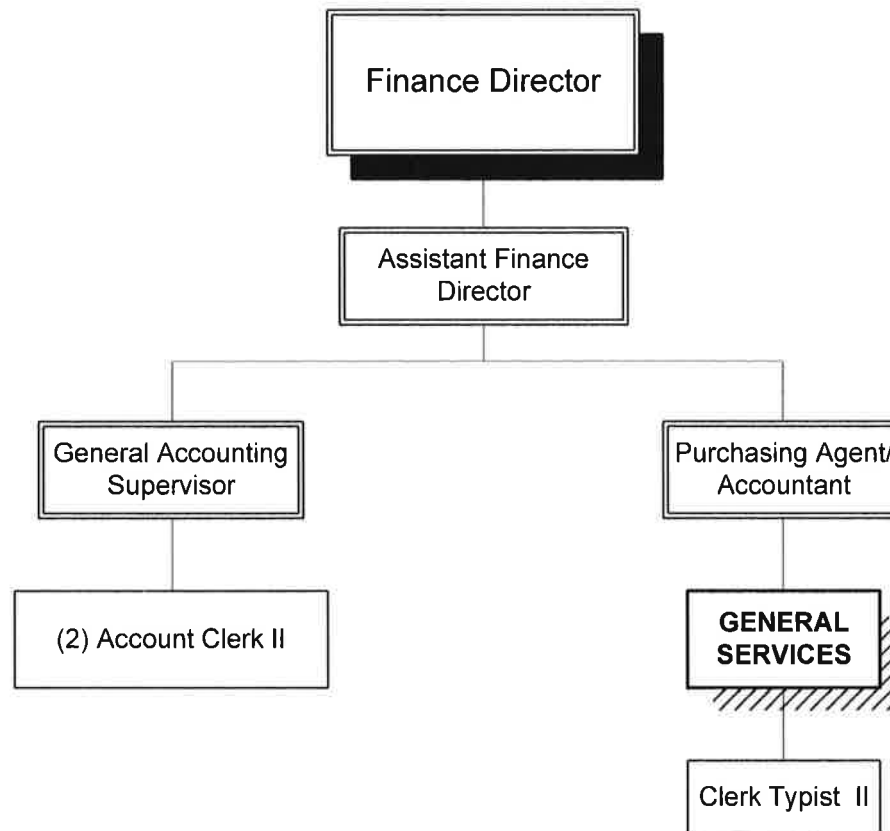 Finance Director
Assistant Finance
Director
General Accounting
Supervisor
Purchasing Agent/
Accountant
(2) Account Clerk II
GENERAL
SERVICES
Clerk Typist II